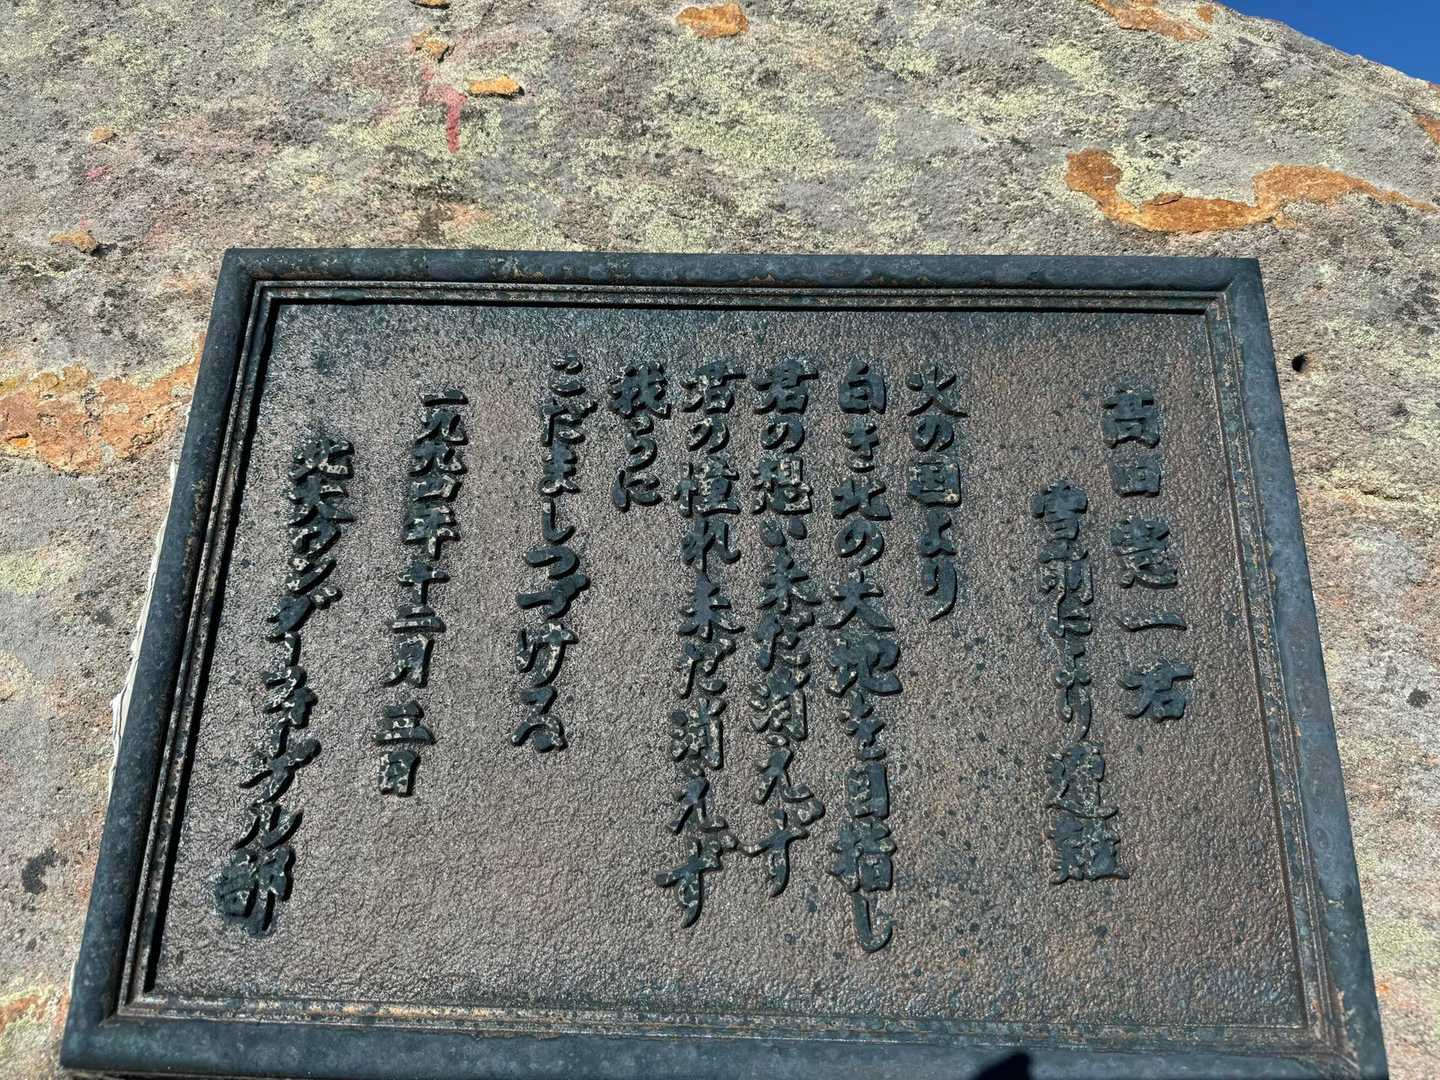 高田憲一君
雪崩により遭難
火の国より
白き北の大地を目指し
君の想い未だ消えず
君の憧れ未だ消えず
我らに
こだましつづける
一九九四年十二月三日
北大ワンダーフォーゲル部